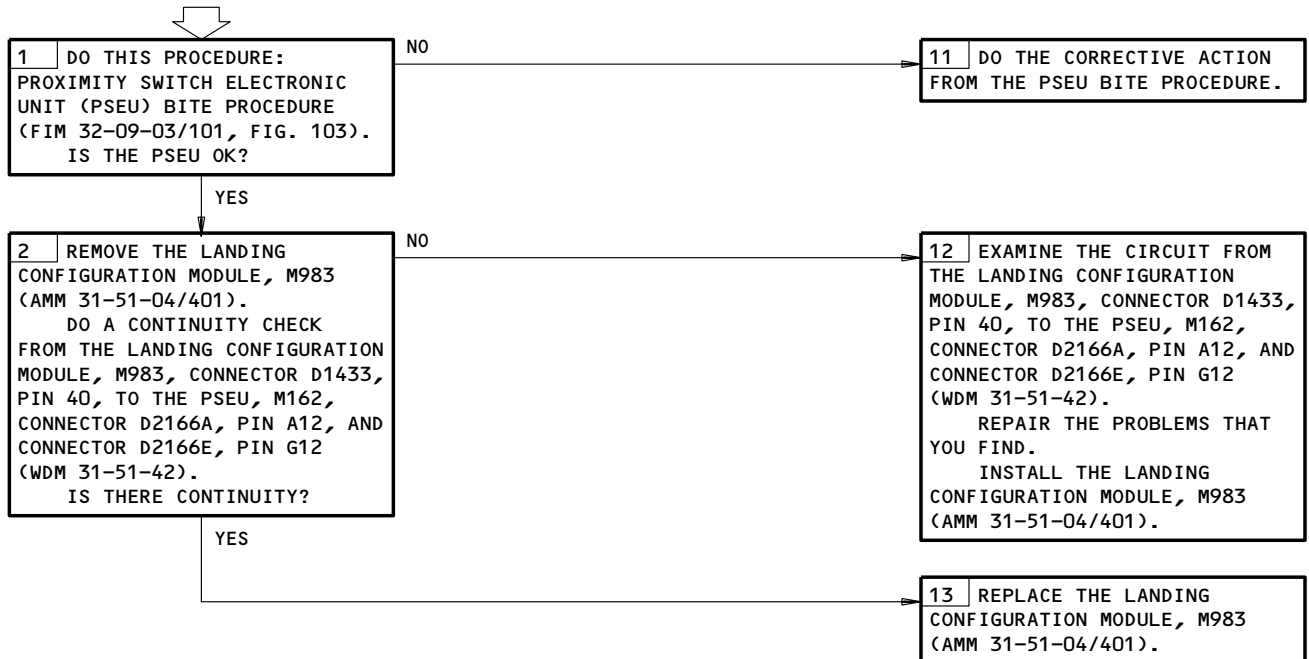 1 DO THIS PROCEDURE:
PROXIMITY SWITCH ELECTRONIC
UNIT (PSEU) BITE PROCEDURE
(FIM 32-09-03/101, FIG. 103).
IS THE PSEU OK?
NO
YES
11 DO THE CORRECTIVE ACTION
FROM THE PSEU BITE PROCEDURE.
2 REMOVE THE LANDING
CONFIGURATION MODULE, M983
(AMM 31-51-04/401).
DO A CONTINUITY CHECK
FROM THE LANDING CONFIGURATION
MODULE, M983, CONNECTOR D1433,
PIN 40, TO THE PSEU, M162,
CONNECTOR D2166A, PIN A12, AND
CONNECTOR D2166E, PIN G12
(WDM 31-51-42).
IS THERE CONTINUITY?
NO
YES
12 EXAMINE THE CIRCUIT FROM
THE LANDING CONFIGURATION
MODULE, M983, CONNECTOR D1433,
PIN 40, TO THE PSEU, M162,
CONNECTOR D2166A, PIN A12, AND
CONNECTOR D2166E, PIN G12
(WDM 31-51-42).
REPAIR THE PROBLEMS THAT
YOU FIND.
INSTALL THE LANDING
CONFIGURATION MODULE, M983
(AMM 31-51-04/401).
13 REPLACE THE LANDING
CONFIGURATION MODULE, M983
(AMM 31-51-04/401).